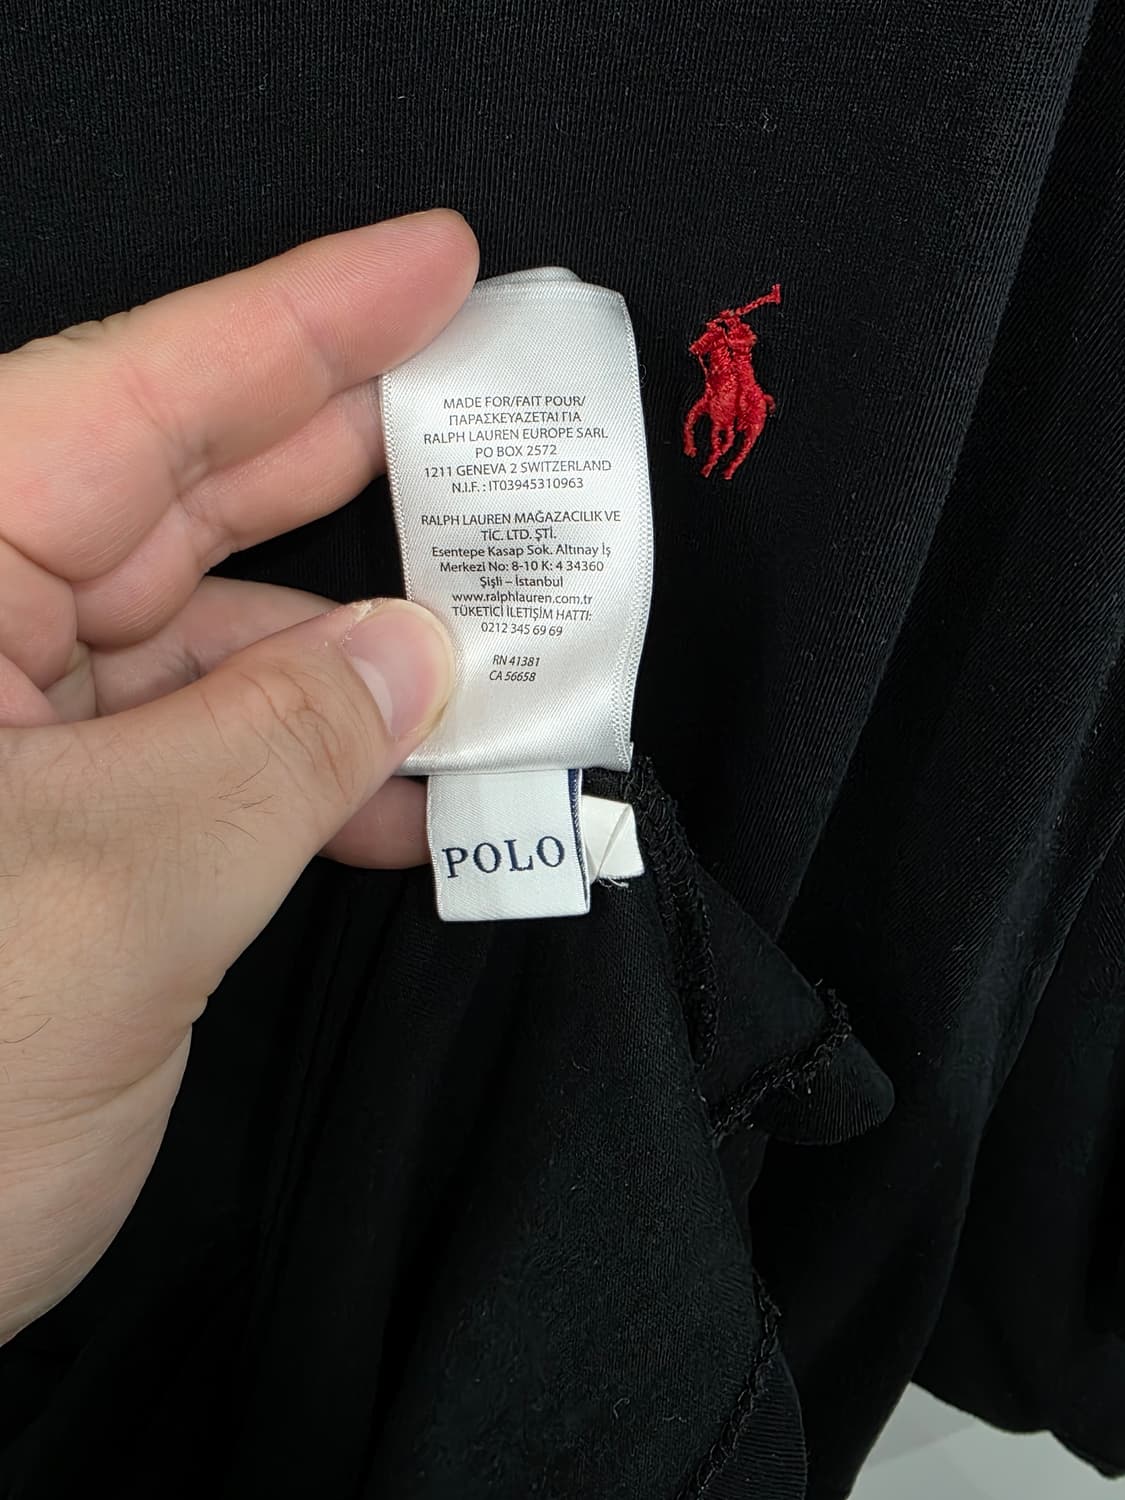 MADE FOR/FAIT POUR/
ΠΑΡΑΣΚΕΥΑΖΕΤΑΙ ΓΙΑ
RALPH LAUREN EUROPE SARL
PO BOX 2572
1211 GENEVA 2 SWITZERLAND
N.I.F. : IT03945310963
RALPH LAUREN MAĞAZACILIK VE
TİC. LTD. ŞTİ.
Esentepe Kasap Sok. Altınay İş
Merkezi No: 8-10 K: 4 34360
Şişli – İstanbul
www.ralphlauren.com.tr
TÜKETİCİ İLETİŞİM HATTI:
0212 345 69 69
RN 41381
CA 56658
POLO